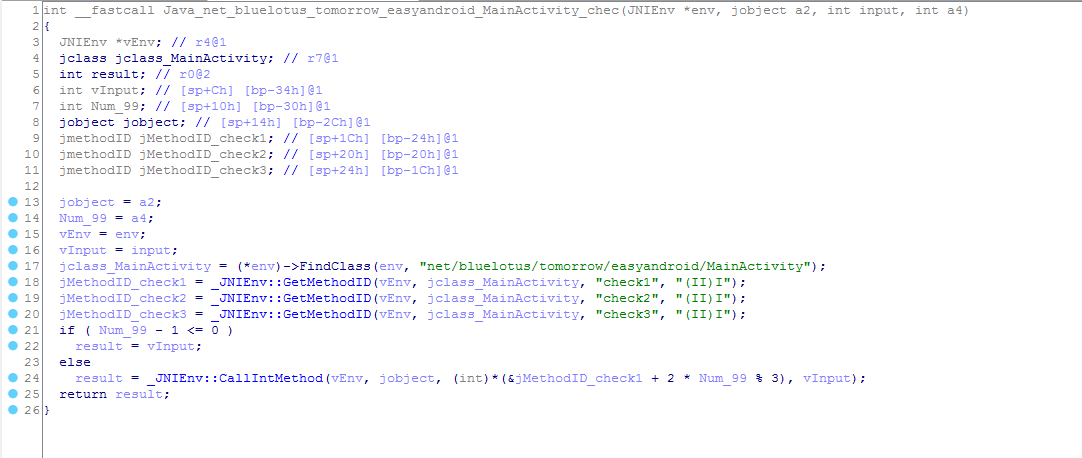 1 int __fastcall Java_net_bluelotus_tomorrow_easyandroid_MainActivity_chec(JNIEnv *env, jobject a2, int input, int a4)
2 {
3 JNIEnv *vEnv; // r4@1
4 jclass jclass_MainActivity; // r7@1
5 int result; // r0@2
6 int vInput; // [sp+Ch] [bp-34h]@1
7 int Num_99; // [sp+10h] [bp-30h]@1
8 jobject jobject; // [sp+14h] [bp-2Ch]@1
9 jmethodID jMethodID_check1; // [sp+1Ch] [bp-24h]@1
10 jmethodID jMethodID_check2; // [sp+20h] [bp-20h]@1
11 jmethodID jMethodID_check3; // [sp+24h] [bp-1Ch]@1
12
13 jobject = a2;
14 Num_99 = a4;
15 vEnv = env;
16 vInput = input;
17 jclass_MainActivity = (*env)->FindClass(env, "net/bluelotus/tomorrow/easyandroid/MainActivity");
18 jMethodID_check1 = _JNIEnv::GetMethodID(vEnv, jclass_MainActivity, "check1", "(II)I");
19 jMethodID_check2 = _JNIEnv::GetMethodID(vEnv, jclass_MainActivity, "check2", "(II)I");
20 jMethodID_check3 = _JNIEnv::GetMethodID(vEnv, jclass_MainActivity, "check3", "(II)I");
21 if ( Num_99 - 1 <= 0 )
22 result = vInput;
23 else
24 result = _JNIEnv::CallIntMethod(vEnv, jobject, (int)*(&jMethodID_check1 + 2 * Num_99 % 3), vInput);
25 return result;
26 }